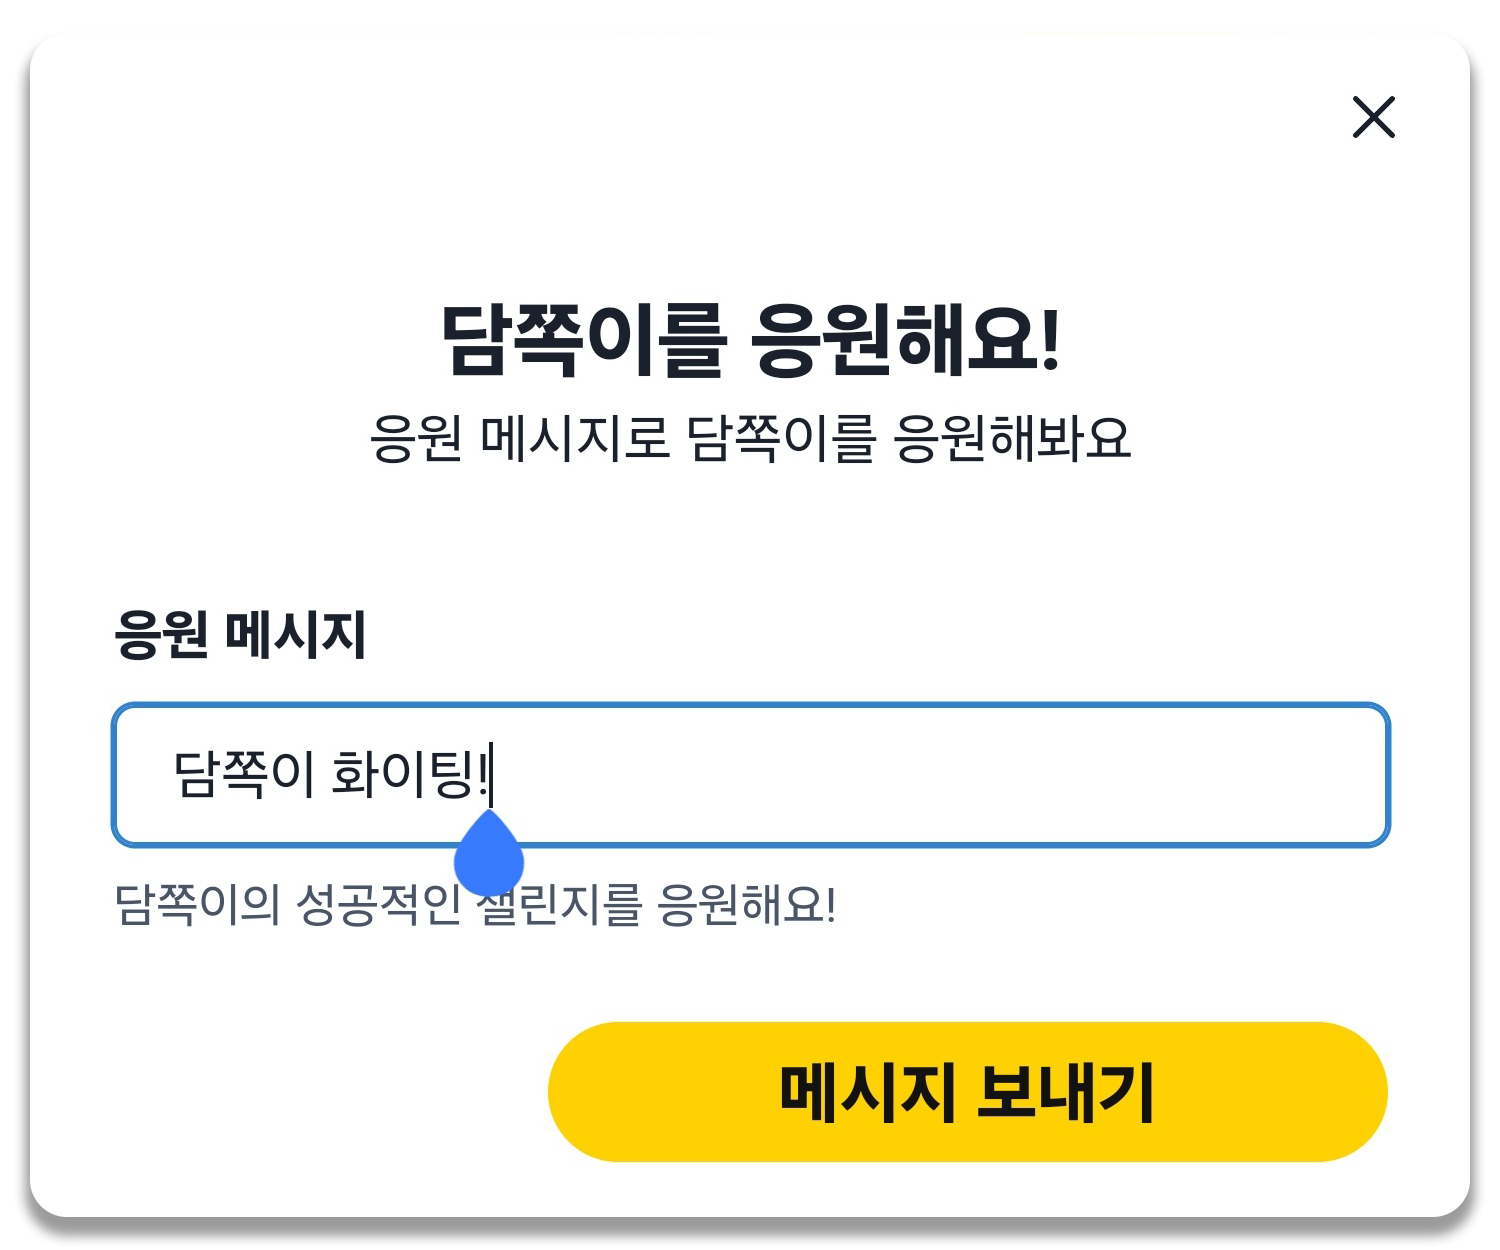 담쪽이를 응원해요!
응원 메시지로 담쪽이를 응원해봐요
응원 메시지
담쪽이 화이팅!
담쪽이의 성공적인 챌린지를 응원해요!
메시지 보내기